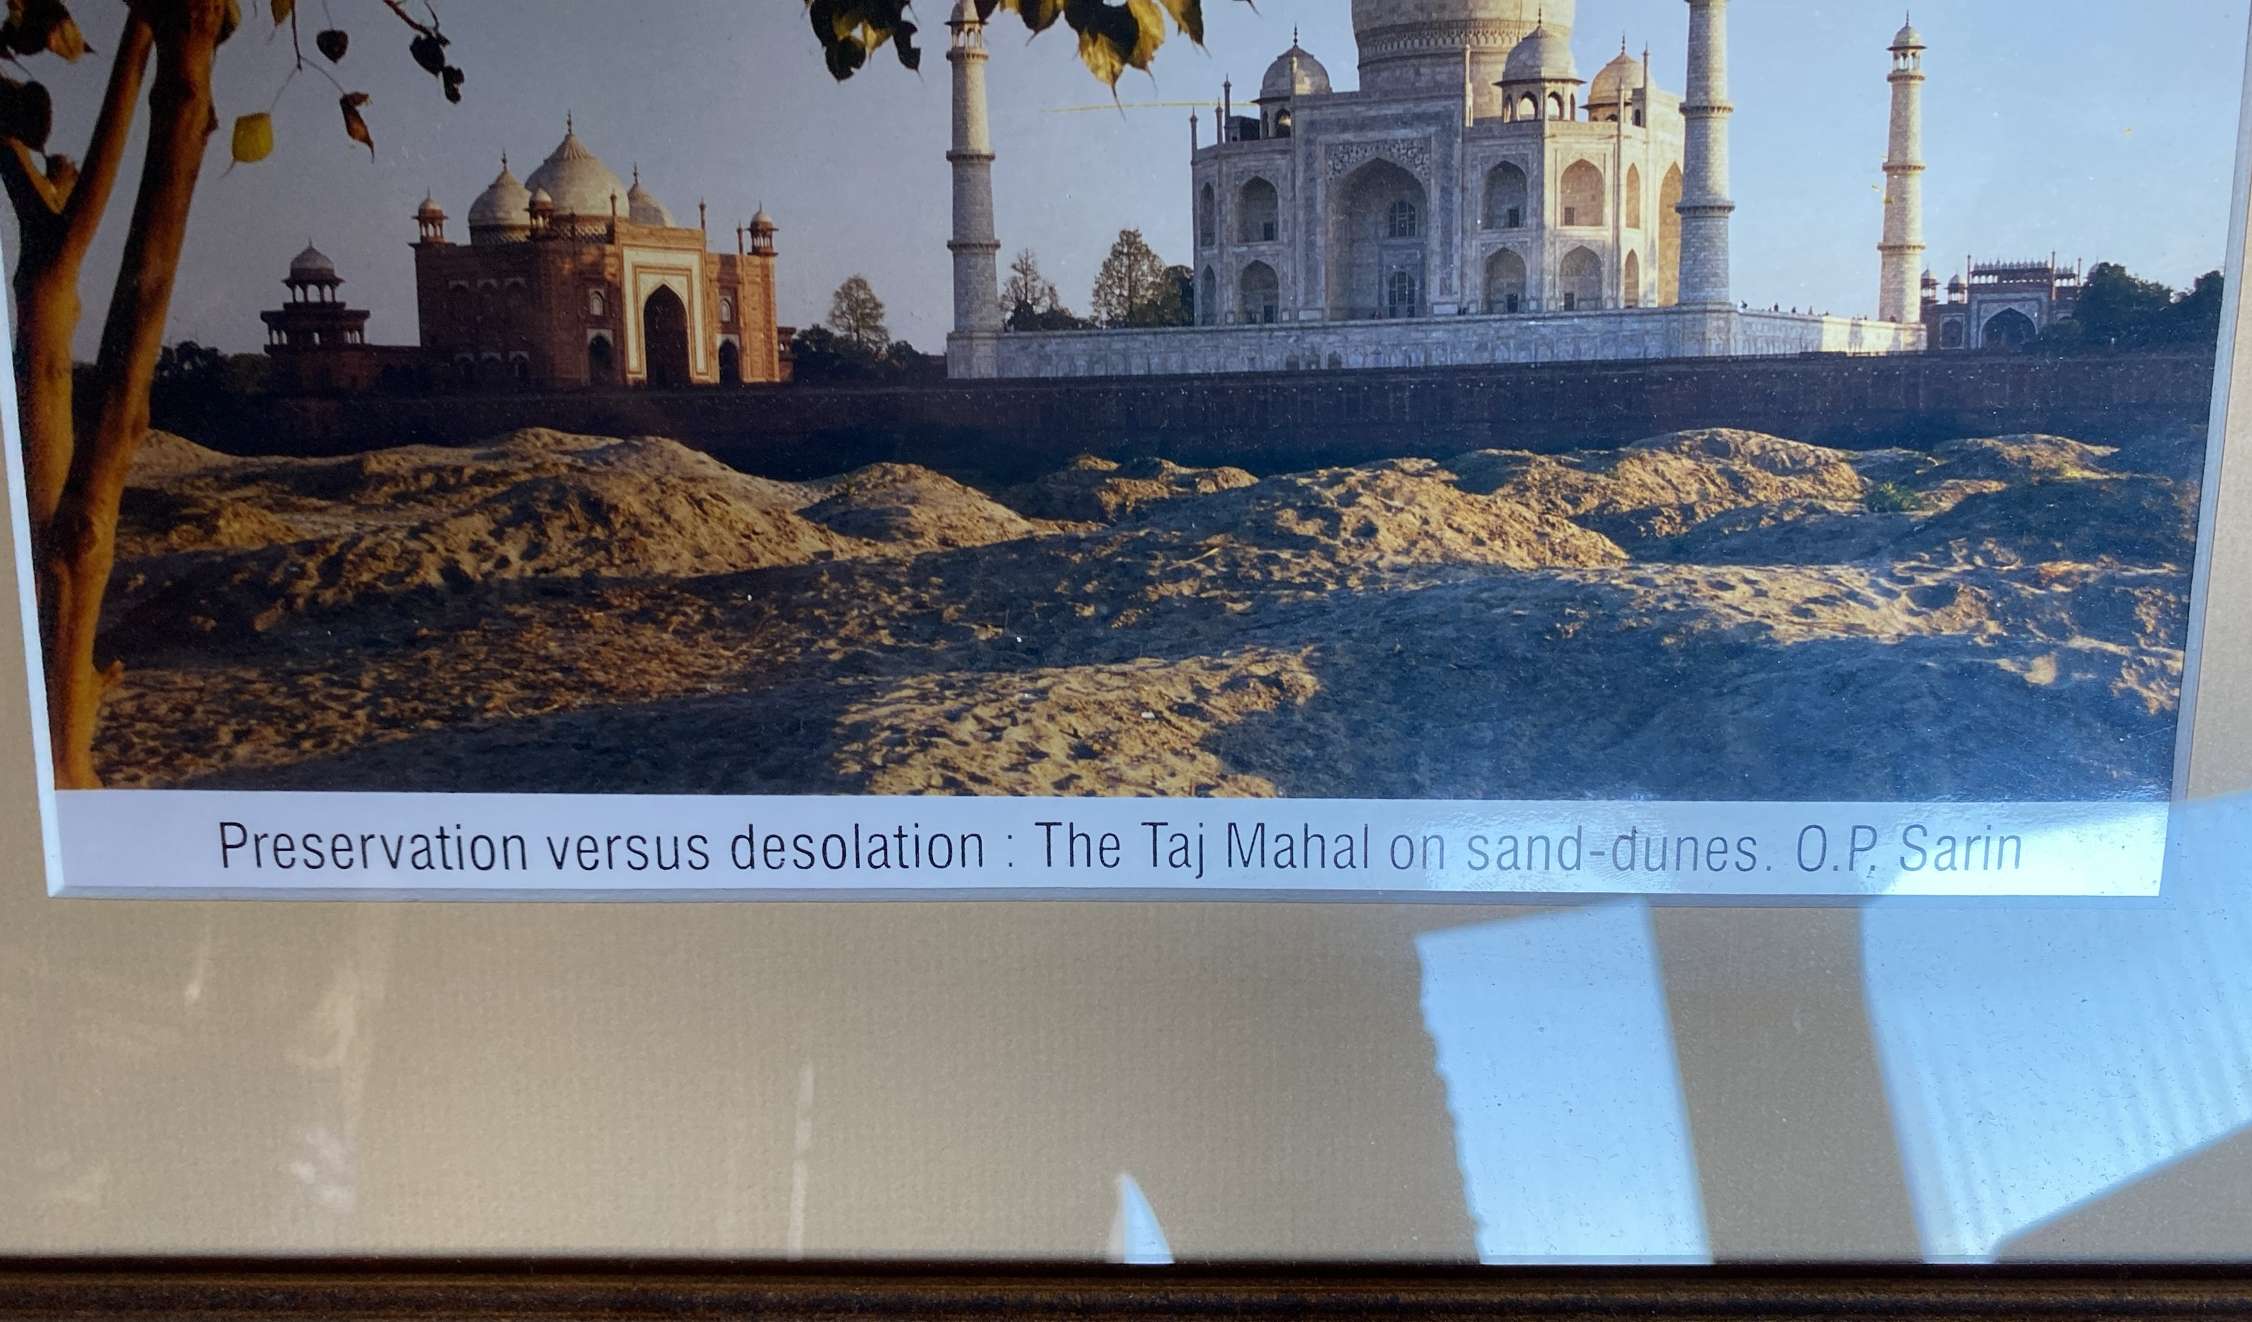 Preservation versus desolation : The Taj Mahal on sand-dunes. O.P. Sarin